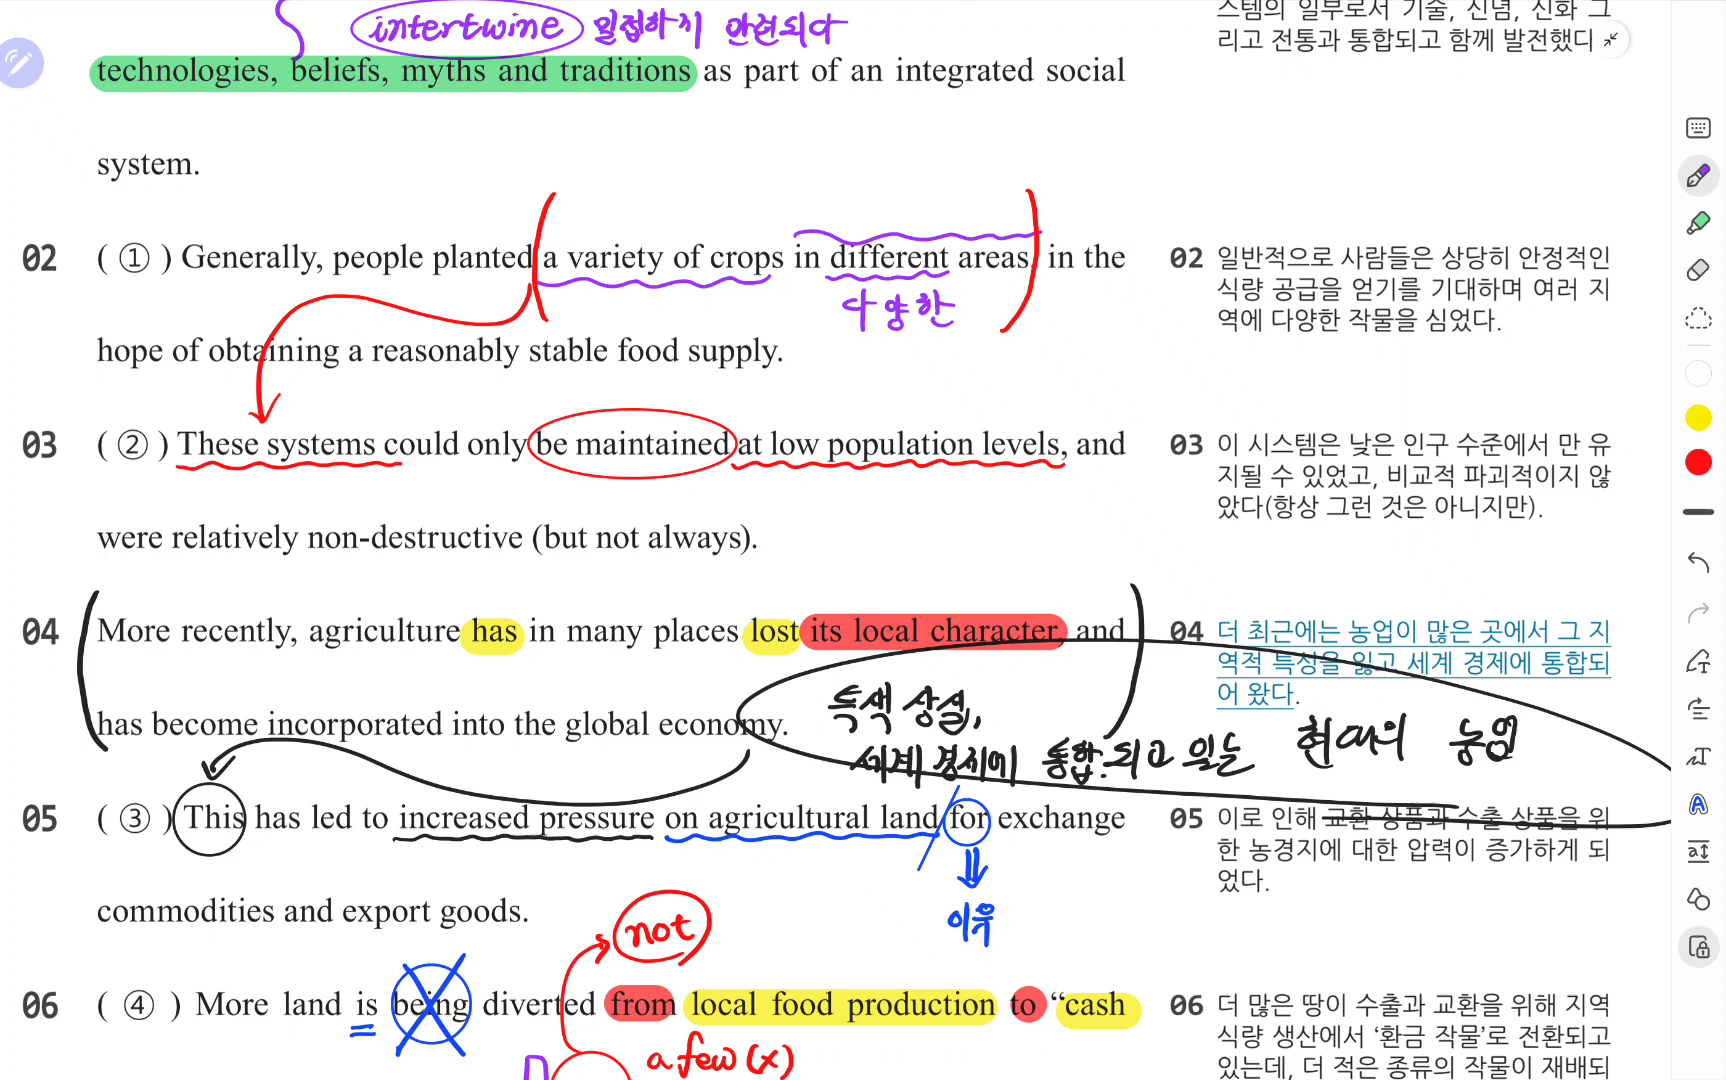 intertwine 밀접하게 관련되다
technologies, beliefs, myths and traditions as part of an integrated social
system.
02 ( ① ) Generally, people planted a variety of crops in different areas, in the
다양한
hope of obtaining a reasonably stable food supply.
03 ( ② ) These systems could only be maintained at low population levels, and
were relatively non-destructive (but not always).
04 More recently, agriculture has in many places lost its local character, and
has become incorporated into the global economy.
특색 상실,
세계 경제에 통합되고 있는 현대의 농업
05 ( ③ ) This has led to increased pressure on agricultural land for exchange
이유
commodities and export goods.
not
06 ( ④ ) More land is being diverted from local food production to “cash
a few (x)
스템의 일부로서 기술, 신념, 신화 그
리고 전통과 통합되고 함께 발전했다
02 일반적으로 사람들은 상당히 안정적인
식량 공급을 얻기를 기대하며 여러 지
역에 다양한 작물을 심었다.
03 이 시스템은 낮은 인구 수준에서 만 유
지될 수 있었고, 비교적 파괴적이지 않
았다(항상 그런 것은 아니지만).
04 더 최근에는 농업이 많은 곳에서 그 지
역적 특성을 잃고 세계 경제에 통합되
어 왔다.
05 이로 인해 교환 상품과 수출 상품을 위
한 농경지에 대한 압력이 증가하게 되
었다.
06 더 많은 땅이 수출과 교환을 위해 지역
식량 생산에서 ‘환금 작물’로 전환되고
있는데, 더 적은 종류의 작물이 재배되